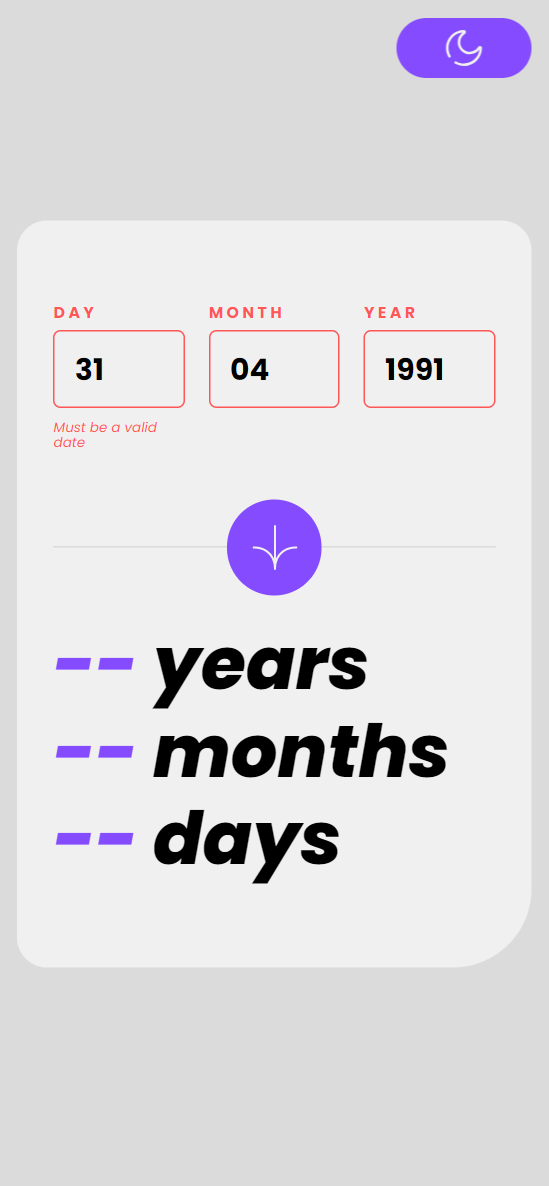 DAY MONTH YEAR
31 04 1991
Must be a valid
date
-- years
-- months
-- days